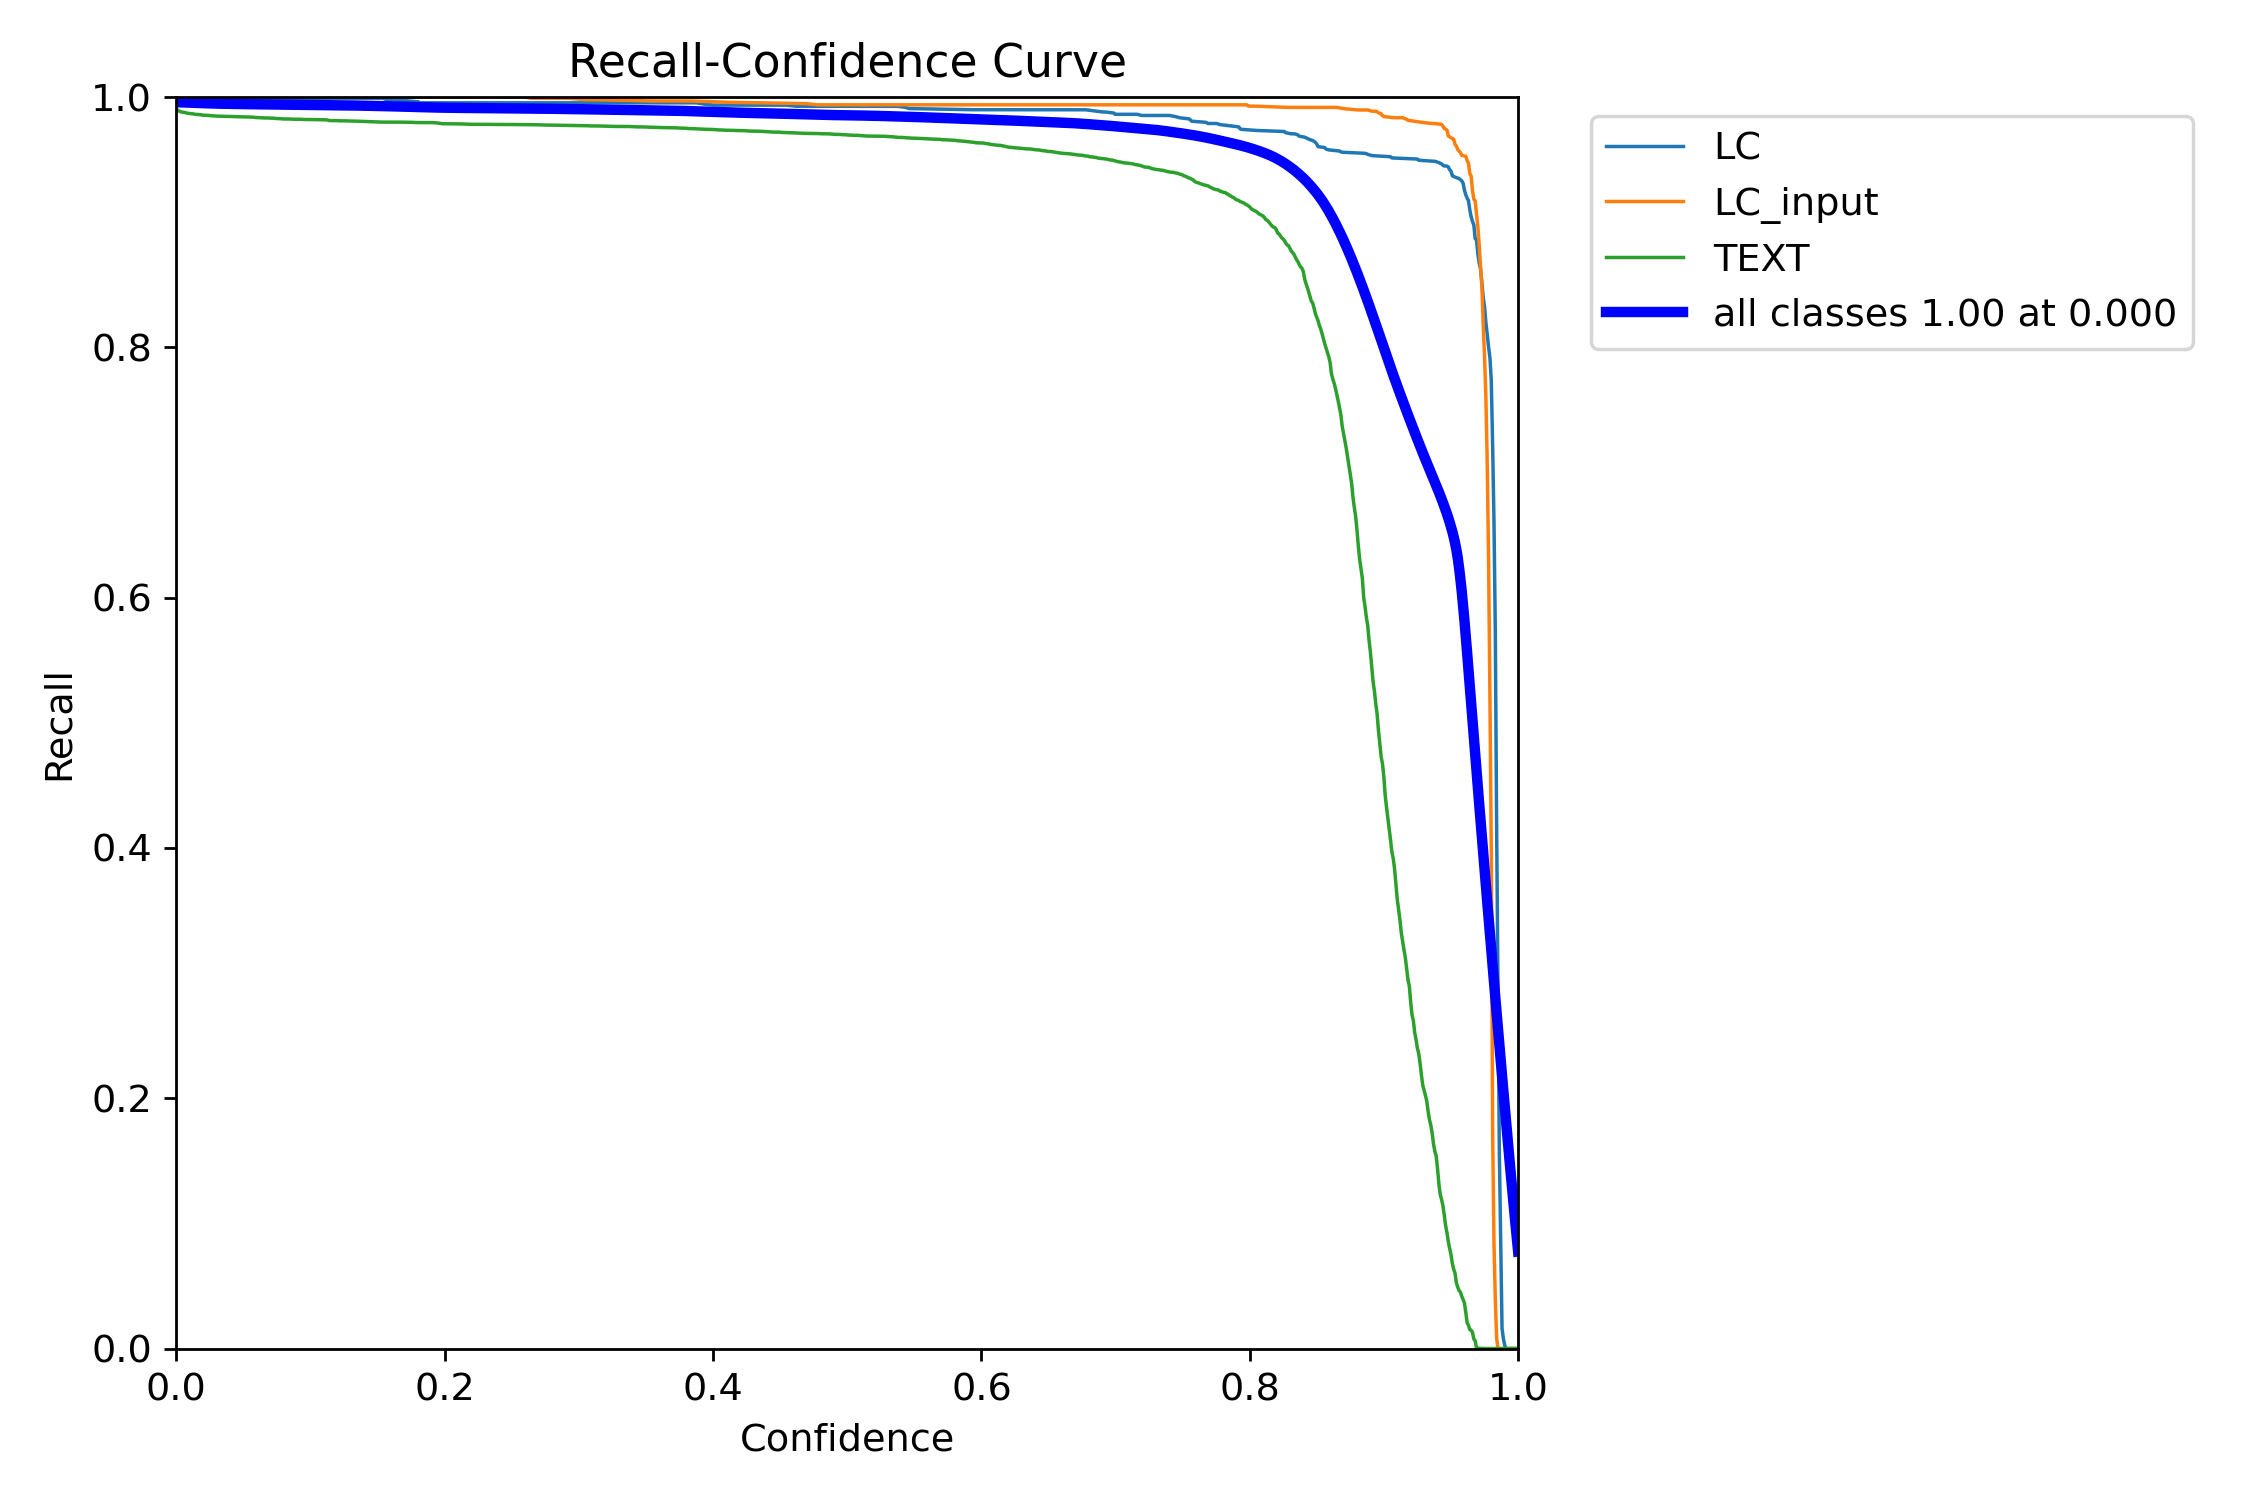 Recall-Confidence Curve
1.0
0.8
0.6
0.4
0.2
0.0
Recall
0.0 0.2 0.4 0.6 0.8 1.0
Confidence
LC
LC_input
TEXT
all classes 1.00 at 0.000